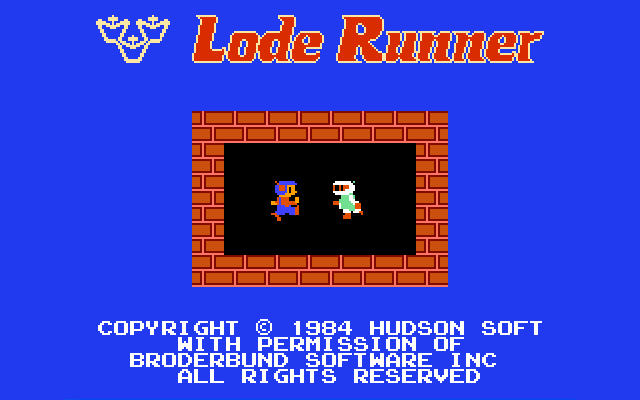 Lode Runner
COPYRIGHT © 1984 HUDSON SOFT
WITH PERMISSION OF
BRODERBUND SOFTWARE INC
ALL RIGHTS RESERVED